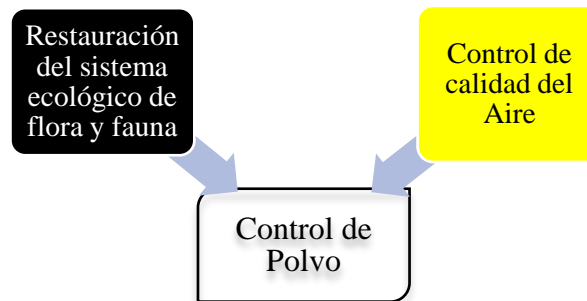 Restauración
del sistema
ecológico de
flora y fauna
Control de
calidad del
Aire
Control de
Polvo